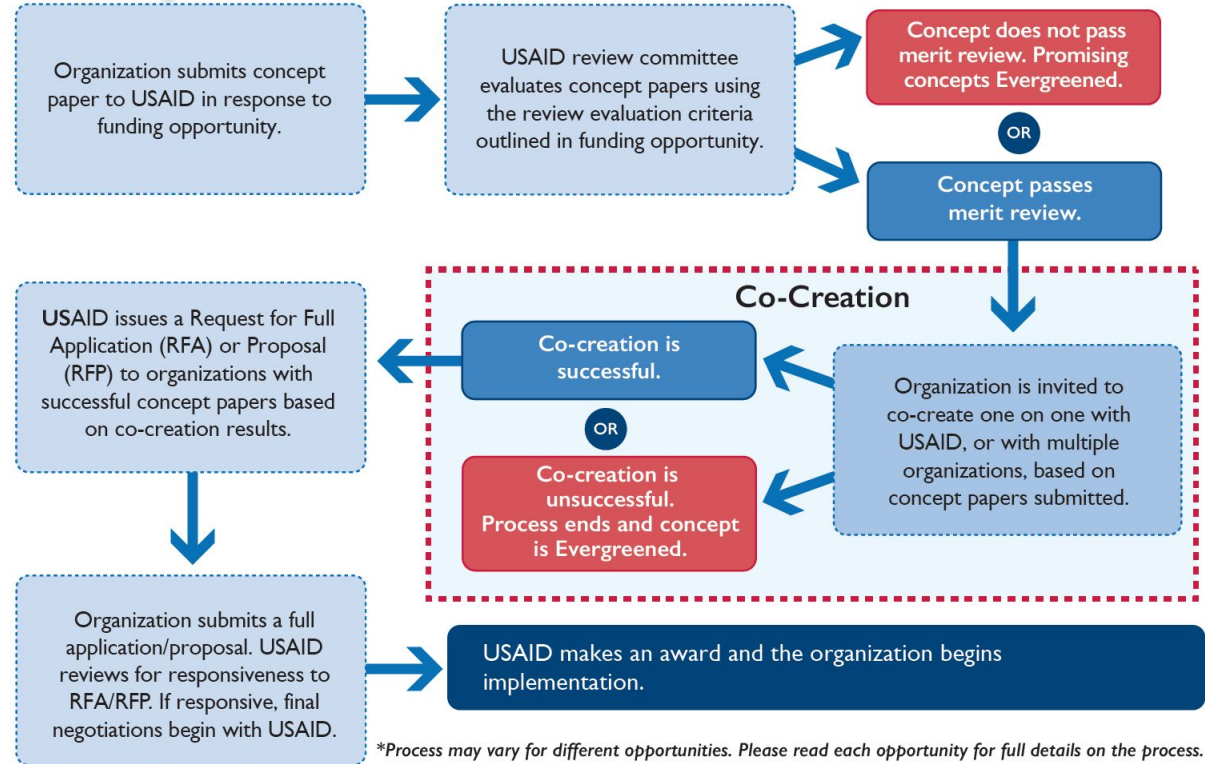 Organization submits concept
paper to USAID in response to
funding opportunity.
USAID review committee
evaluates concept papers using
the review evaluation criteria
outlined in funding opportunity.
Concept does not pass
merit review. Promising
concepts Evergreened.
OR
Concept passes
merit review.
Co-Creation
Organization is invited to
co-create one on one with
USAID, or with multiple
organizations, based on
concept papers submitted.
Co-creation is
successful.
OR
Co-creation is
unsuccessful.
Process ends and concept
is Evergreened.
USAID issues a Request for Full
Application (RFA) or Proposal
(RFP) to organizations with
successful concept papers based
on co-creation results.
Organization submits a full
application/proposal. USAID
reviews for responsiveness to
RFA/RFP. If responsive, final
negotiations begin with USAID.
USAID makes an award and the organization begins
implementation.
*Process may vary for different opportunities. Please read each opportunity for full details on the process.